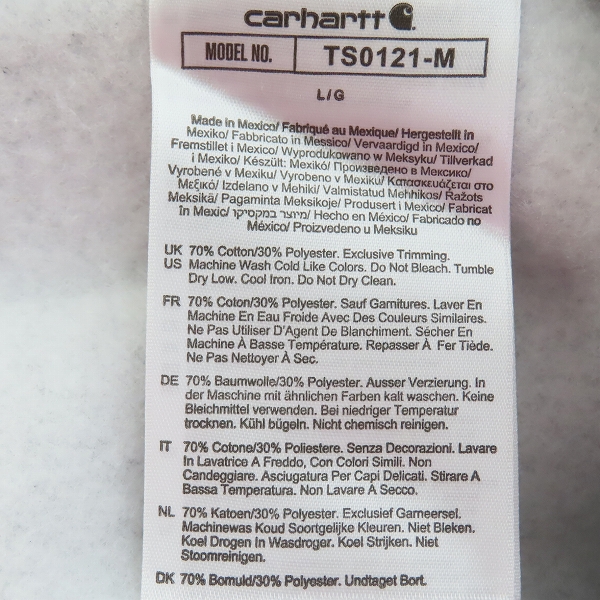 carhartt
MODEL NO. TS0121-M
L/G
Made in Mexico/ Fabriqué au Mexique/ Hergestellt in
Mexiko/ Fabbricato in Messico/ Vervaardigd in Mexico/
Fremstillet i Mexico/ Wyprodukowano w Meksyku/ Tillverkad
i Mexiko/ Készült: Mexikó/ Произведено в Мексико/
Vyrobené v Mexiku/ Vyrobeno v Mexiku/ Κατασκευάζεται στο
Μεξικό/ Izdelano v Mehiki/ Valmistatud Mehhikos/ Ražots
Meksikā/ Pagaminta Meksikoje/ Produsert i Mexico/ Fabricat
în Mexic/ מיוצר במקסיקו/ Hecho en México/ Fabricado no
México/ Proizvedeno u Meksiku
UK 70% Cotton/30% Polyester. Exclusive Trimming.
US Machine Wash Cold Like Colors. Do Not Bleach. Tumble
Dry Low. Cool Iron. Do Not Dry Clean.
FR 70% Coton/30% Polyester. Sauf Garnitures. Laver En
Machine En Eau Froide Avec Des Couleurs Similaires.
Ne Pas Utiliser D'Agent De Blanchiment. Sécher En
Machine À Basse Température. Repasser À Fer Tiède.
Ne Pas Nettoyer À Sec.
DE 70% Baumwolle/30% Polyester. Ausser Verzierung. In
der Maschine mit ähnlichen Farben kalt waschen. Keine
Bleichmittel verwenden. Bei niedriger Temperatur
trocknen. Kühl bügeln. Nicht chemisch reinigen.
IT 70% Cotone/30% Poliestere. Senza Decorazioni. Lavare
In Lavatrice A Freddo, Con Colori Simili. Non
Candeggiare. Asciugatura Per Capi Delicati. Stirare A
Bassa Temperatura. Non Lavare À Secco.
NL 70% Katoen/30% Polyester. Exclusief Garneersel.
Machinewas Koud Soortgelijke Kleuren. Niet Bleken.
Koel Drogen In Wasdroger. Koel Strijken. Niet
Stoomreinigen.
DK 70% Bomuld/30% Polyester. Undtaget Bort.